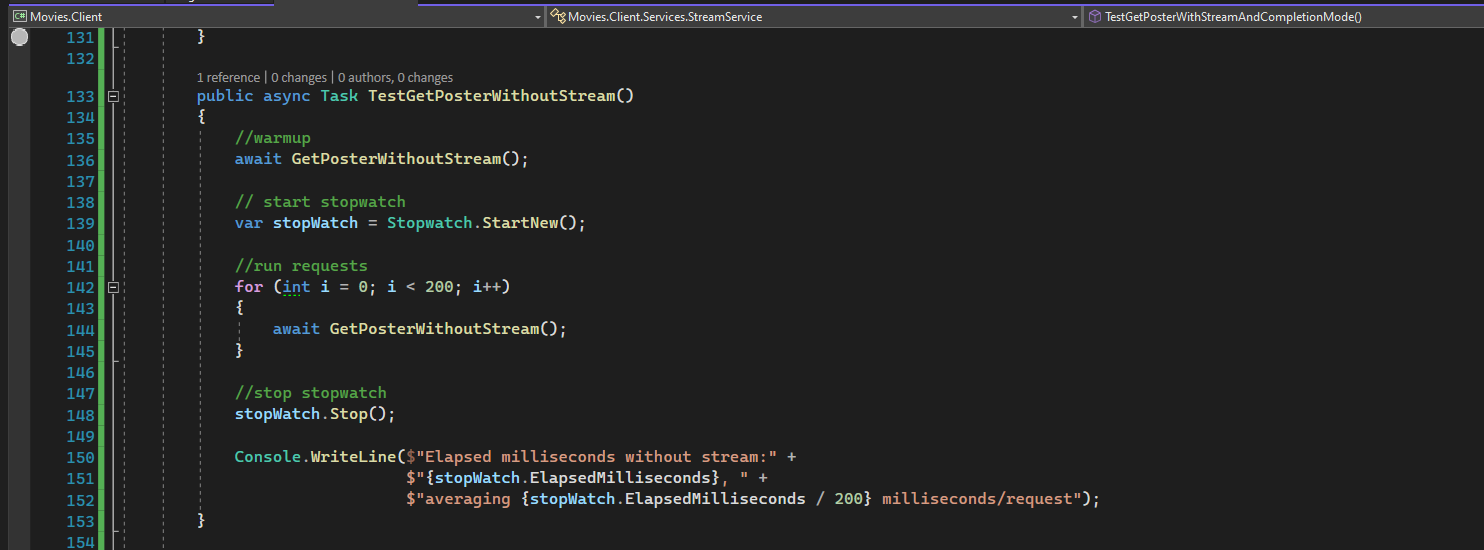 C# Movies.Client Movies.Client.Services.StreamService TestGetPosterWithStreamAndCompletionMode()
131 }
132
1 reference | 0 changes | 0 authors, 0 changes
133 public async Task TestGetPosterWithoutStream()
134 {
135 //warmup
136 await GetPosterWithoutStream();
137
138 // start stopwatch
139 var stopWatch = Stopwatch.StartNew();
140
141 //run requests
142 for (int i = 0; i < 200; i++)
143 {
144 await GetPosterWithoutStream();
145 }
146
147 //stop stopwatch
148 stopWatch.Stop();
149
150 Console.WriteLine($"Elapsed milliseconds without stream:" +
151 $"{stopWatch.ElapsedMilliseconds}, " +
152 $"averaging {stopWatch.ElapsedMilliseconds / 200} milliseconds/request");
153 }
154